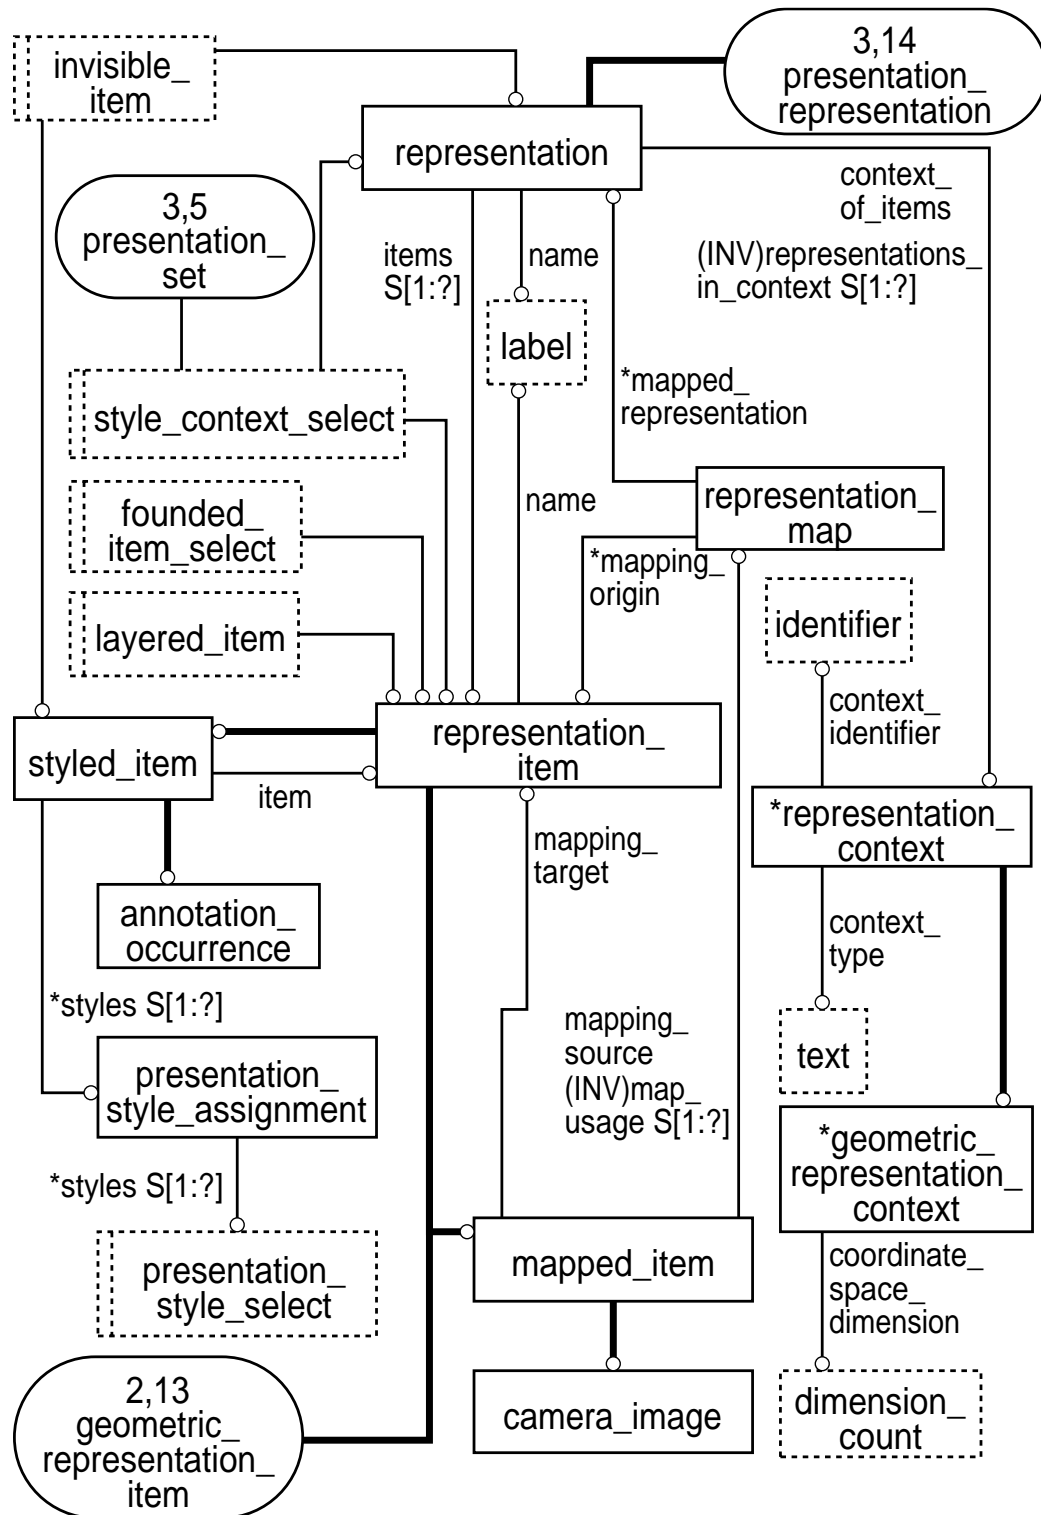 invisible_
item
3,14
presentation_
representation
representation
context_
of_items
3,5
presentation_
set
items
S[1:?]
name
(INV)representations_
in_context S[1:?]
label
*mapped_
representation
style_context_select
founded_
item_select
name
representation_
map
*mapping_
origin
layered_item
identifier
context_
identifier
styled_item
item
representation_
item
*representation_
context
mapping_
target
annotation_
occurrence
context_
type
*styles S[1:?]
mapping_
source
(INV)map_
usage S[1:?]
text
presentation_
style_assignment
*geometric_
representation_
context
*styles S[1:?]
presentation_
style_select
mapped_item
coordinate_
space_
dimension
2,13
geometric_
representation_
item
camera_image
dimension_
count